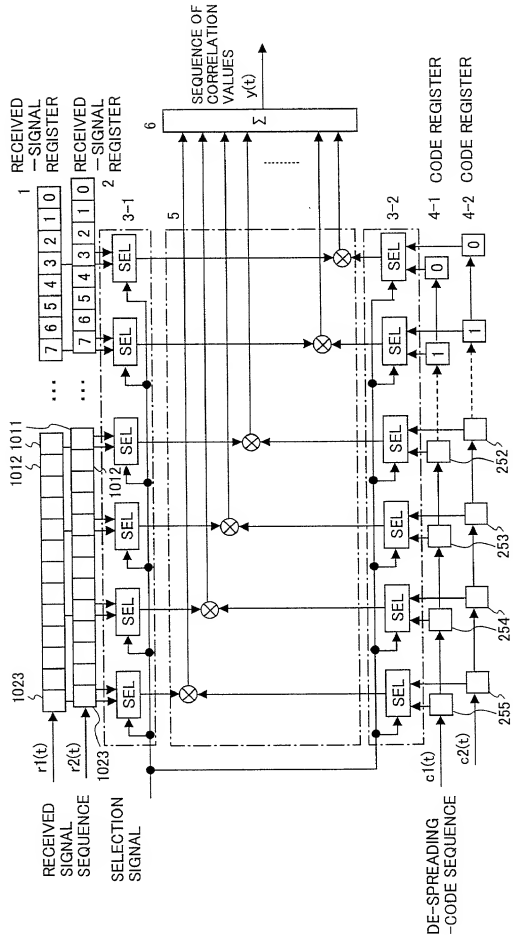 RECEIVED
SIGNAL
SEQUENCE
r1(t)
r2(t)
1023
1023
1012
1012
1011
...
...
7 6 5 4 3 2 1 0
7 6 5 4 3 2 1 0
1
RECEIVED
-SIGNAL
REGISTER
RECEIVED
-SIGNAL
REGISTER
2
SELECTION
SIGNAL
SEL
SEL
SEL
SEL
SEL
SEL
3-1
5
6
Σ
SEQUENCE OF
CORRELATION
VALUES
y(t)
SEL
SEL
SEL
SEL
SEL
SEL
3-2
4-1 CODE REGISTER
4-2 CODE REGISTER
1
0
1
0
DE-SPREADING
-CODE SEQUENCE
c1(t)
c2(t)
255
254
253
252